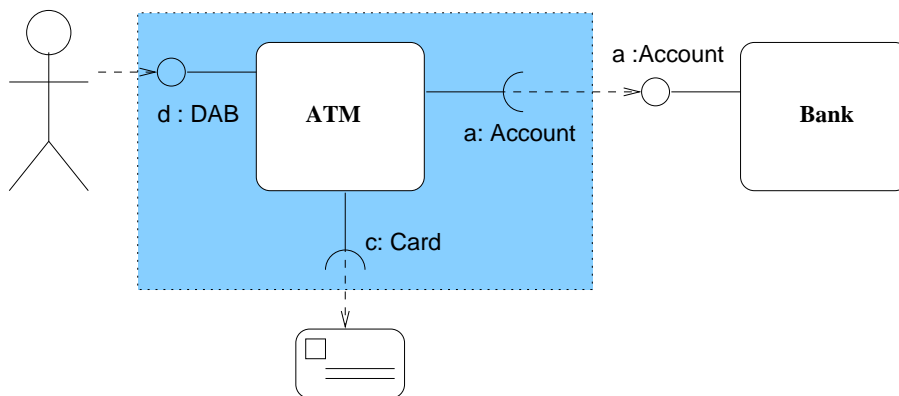 a :Account
d : DAB
ATM
a: Account
Bank
c: Card